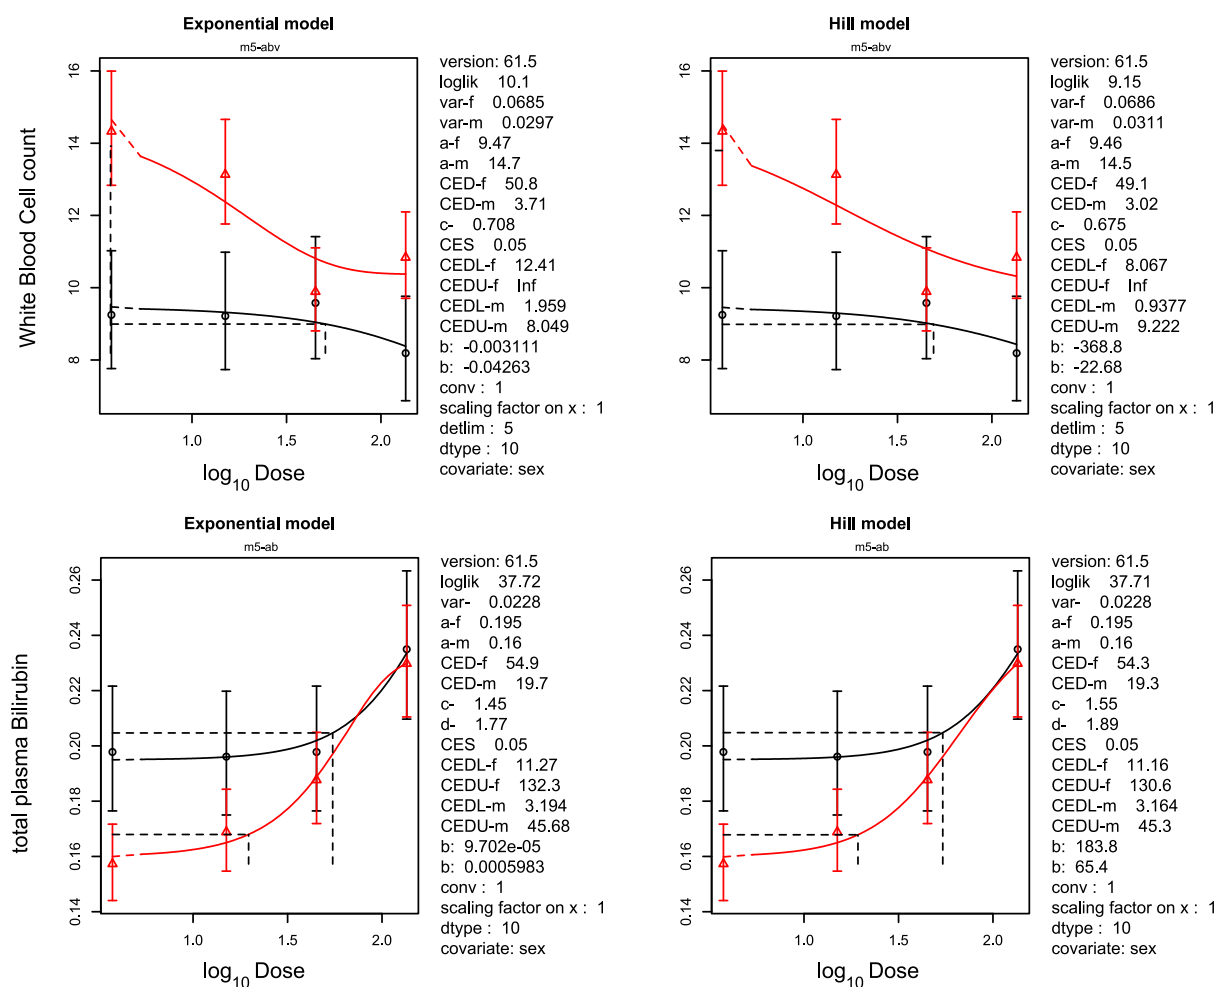 Exponential model
m5-abv
White Blood Cell count
16
14
12
10
8
1.0
1.5
2.0
log10 Dose
version: 61.5
loglik 10.1
var-f 0.0685
var-m 0.0297
a-f 9.47
a-m 14.7
CED-f 50.8
CED-m 3.71
c- 0.708
CES 0.05
CEDL-f 12.41
CEDU-f Inf
CEDL-m 1.959
CEDU-m 8.049
b: -0.003111
b: -0.04263
conv : 1
scaling factor on x : 1
detlim : 5
dtype : 10
covariate: sex
Hill model
m5-abv
16
14
12
10
8
1.0
1.5
2.0
log10 Dose
version: 61.5
loglik 9.15
var-f 0.0686
var-m 0.0311
a-f 9.46
a-m 14.5
CED-f 49.1
CED-m 3.02
c- 0.675
CES 0.05
CEDL-f 8.067
CEDU-f Inf
CEDL-m 0.9377
CEDU-m 9.222
b: -368.8
b: -22.68
conv : 1
scaling factor on x : 1
detlim : 5
dtype : 10
covariate: sex
Exponential model
m5-ab
total plasma Bilirubin
0.26
0.24
0.22
0.20
0.18
0.16
0.14
1.0
1.5
2.0
log10 Dose
version: 61.5
loglik 37.72
var- 0.0228
a-f 0.195
a-m 0.16
CED-f 54.9
CED-m 19.7
c- 1.45
d- 1.77
CES 0.05
CEDL-f 11.27
CEDU-f 132.3
CEDL-m 3.194
CEDU-m 45.68
b: 9.702e-05
b: 0.0005983
conv : 1
scaling factor on x : 1
dtype : 10
covariate: sex
Hill model
m5-ab
0.26
0.24
0.22
0.20
0.18
0.16
0.14
1.0
1.5
2.0
log10 Dose
version: 61.5
loglik 37.71
var- 0.0228
a-f 0.195
a-m 0.16
CED-f 54.3
CED-m 19.3
c- 1.55
d- 1.89
CES 0.05
CEDL-f 11.16
CEDU-f 130.6
CEDL-m 3.164
CEDU-m 45.3
b: 183.8
b: 65.4
conv : 1
scaling factor on x : 1
dtype : 10
covariate: sex